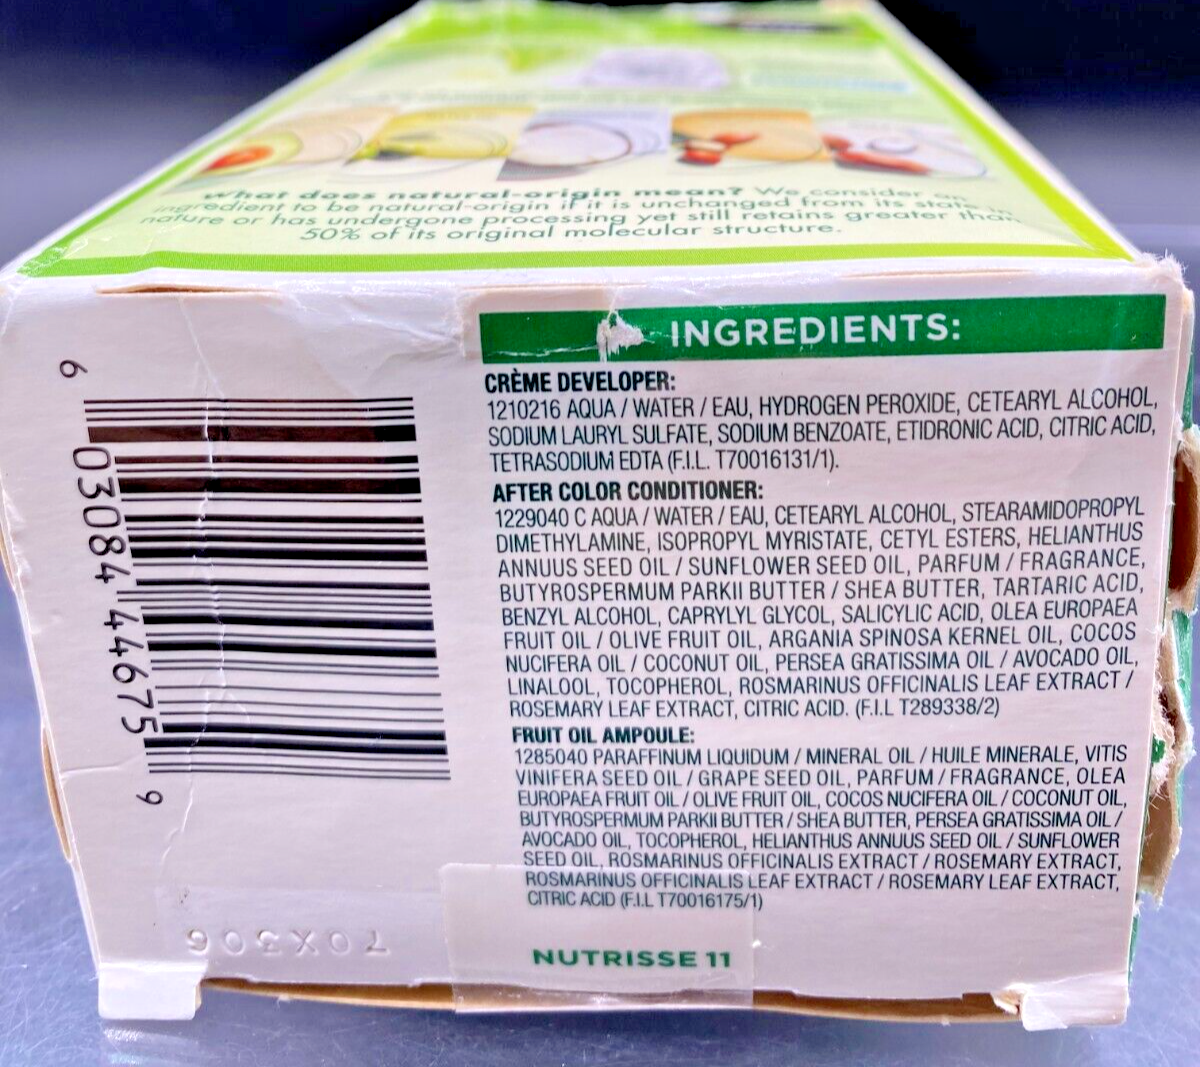 what does natural-origin mean? We consider an
ingredient to be natural-origin if it is unchanged from its state
nature or has undergone processing yet still retains greater than
50% of its original molecular structure.
INGREDIENTS:
CRÈME DEVELOPER:
1210216 AQUA / WATER / EAU, HYDROGEN PEROXIDE, CETEARYL ALCOHOL,
SODIUM LAURYL SULFATE, SODIUM BENZOATE, ETIDRONIC ACID, CITRIC ACID,
TETRASODIUM EDTA (F.I.L. T70016131/1).
AFTER COLOR CONDITIONER:
1229040 C AQUA / WATER / EAU, CETEARYL ALCOHOL, STEARAMIDOPROPYL
DIMETHYLAMINE, ISOPROPYL MYRISTATE, CETYL ESTERS, HELIANTHUS
ANNUUS SEED OIL / SUNFLOWER SEED OIL, PARFUM / FRAGRANCE,
BUTYROSPERMUM PARKII BUTTER / SHEA BUTTER, TARTARIC ACID,
BENZYL ALCOHOL, CAPRYLYL GLYCOL, SALICYLIC ACID, OLEA EUROPAEA
FRUIT OIL / OLIVE FRUIT OIL, ARGANIA SPINOSA KERNEL OIL, COCOS
NUCIFERA OIL / COCONUT OIL, PERSEA GRATISSIMA OIL / AVOCADO OIL,
LINALOOL, TOCOPHEROL, ROSMARINUS OFFICINALIS LEAF EXTRACT /
ROSEMARY LEAF EXTRACT, CITRIC ACID. (F.I.L T289338/2)
FRUIT OIL AMPOULE:
1285040 PARAFFINUM LIQUIDUM / MINERAL OIL / HUILE MINERALE, VITIS
VINIFERA SEED OIL / GRAPE SEED OIL, PARFUM / FRAGRANCE, OLEA
EUROPAEA FRUIT OIL / OLIVE FRUIT OIL, COCOS NUCIFERA OIL / COCONUT OIL,
BUTYROSPERMUM PARKII BUTTER / SHEA BUTTER, PERSEA GRATISSIMA OIL /
AVOCADO OIL, TOCOPHEROL, HELIANTHUS ANNUUS SEED OIL / SUNFLOWER
SEED OIL, ROSMARINUS OFFICINALIS EXTRACT / ROSEMARY EXTRACT,
ROSMARINUS OFFICINALIS LEAF EXTRACT / ROSEMARY LEAF EXTRACT,
CITRIC ACID (F.I.L T70016175/1)
NUTRISSE 11
6 03084 44675 9
70X306